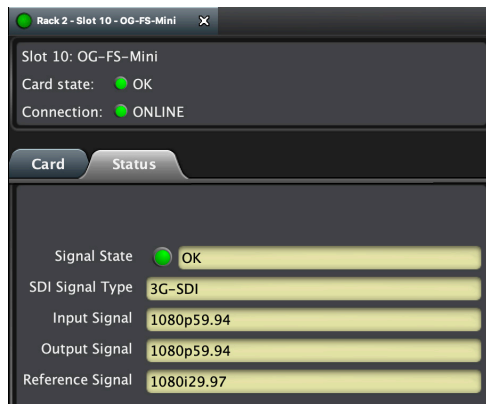 Rack 2 - Slot 10 - OG-FS-Mini X
Slot 10: OG-FS-Mini
Card state: OK
Connection: ONLINE
Card Status
Signal State OK
SDI Signal Type 3G-SDI
Input Signal 1080p59.94
Output Signal 1080p59.94
Reference Signal 1080i29.97